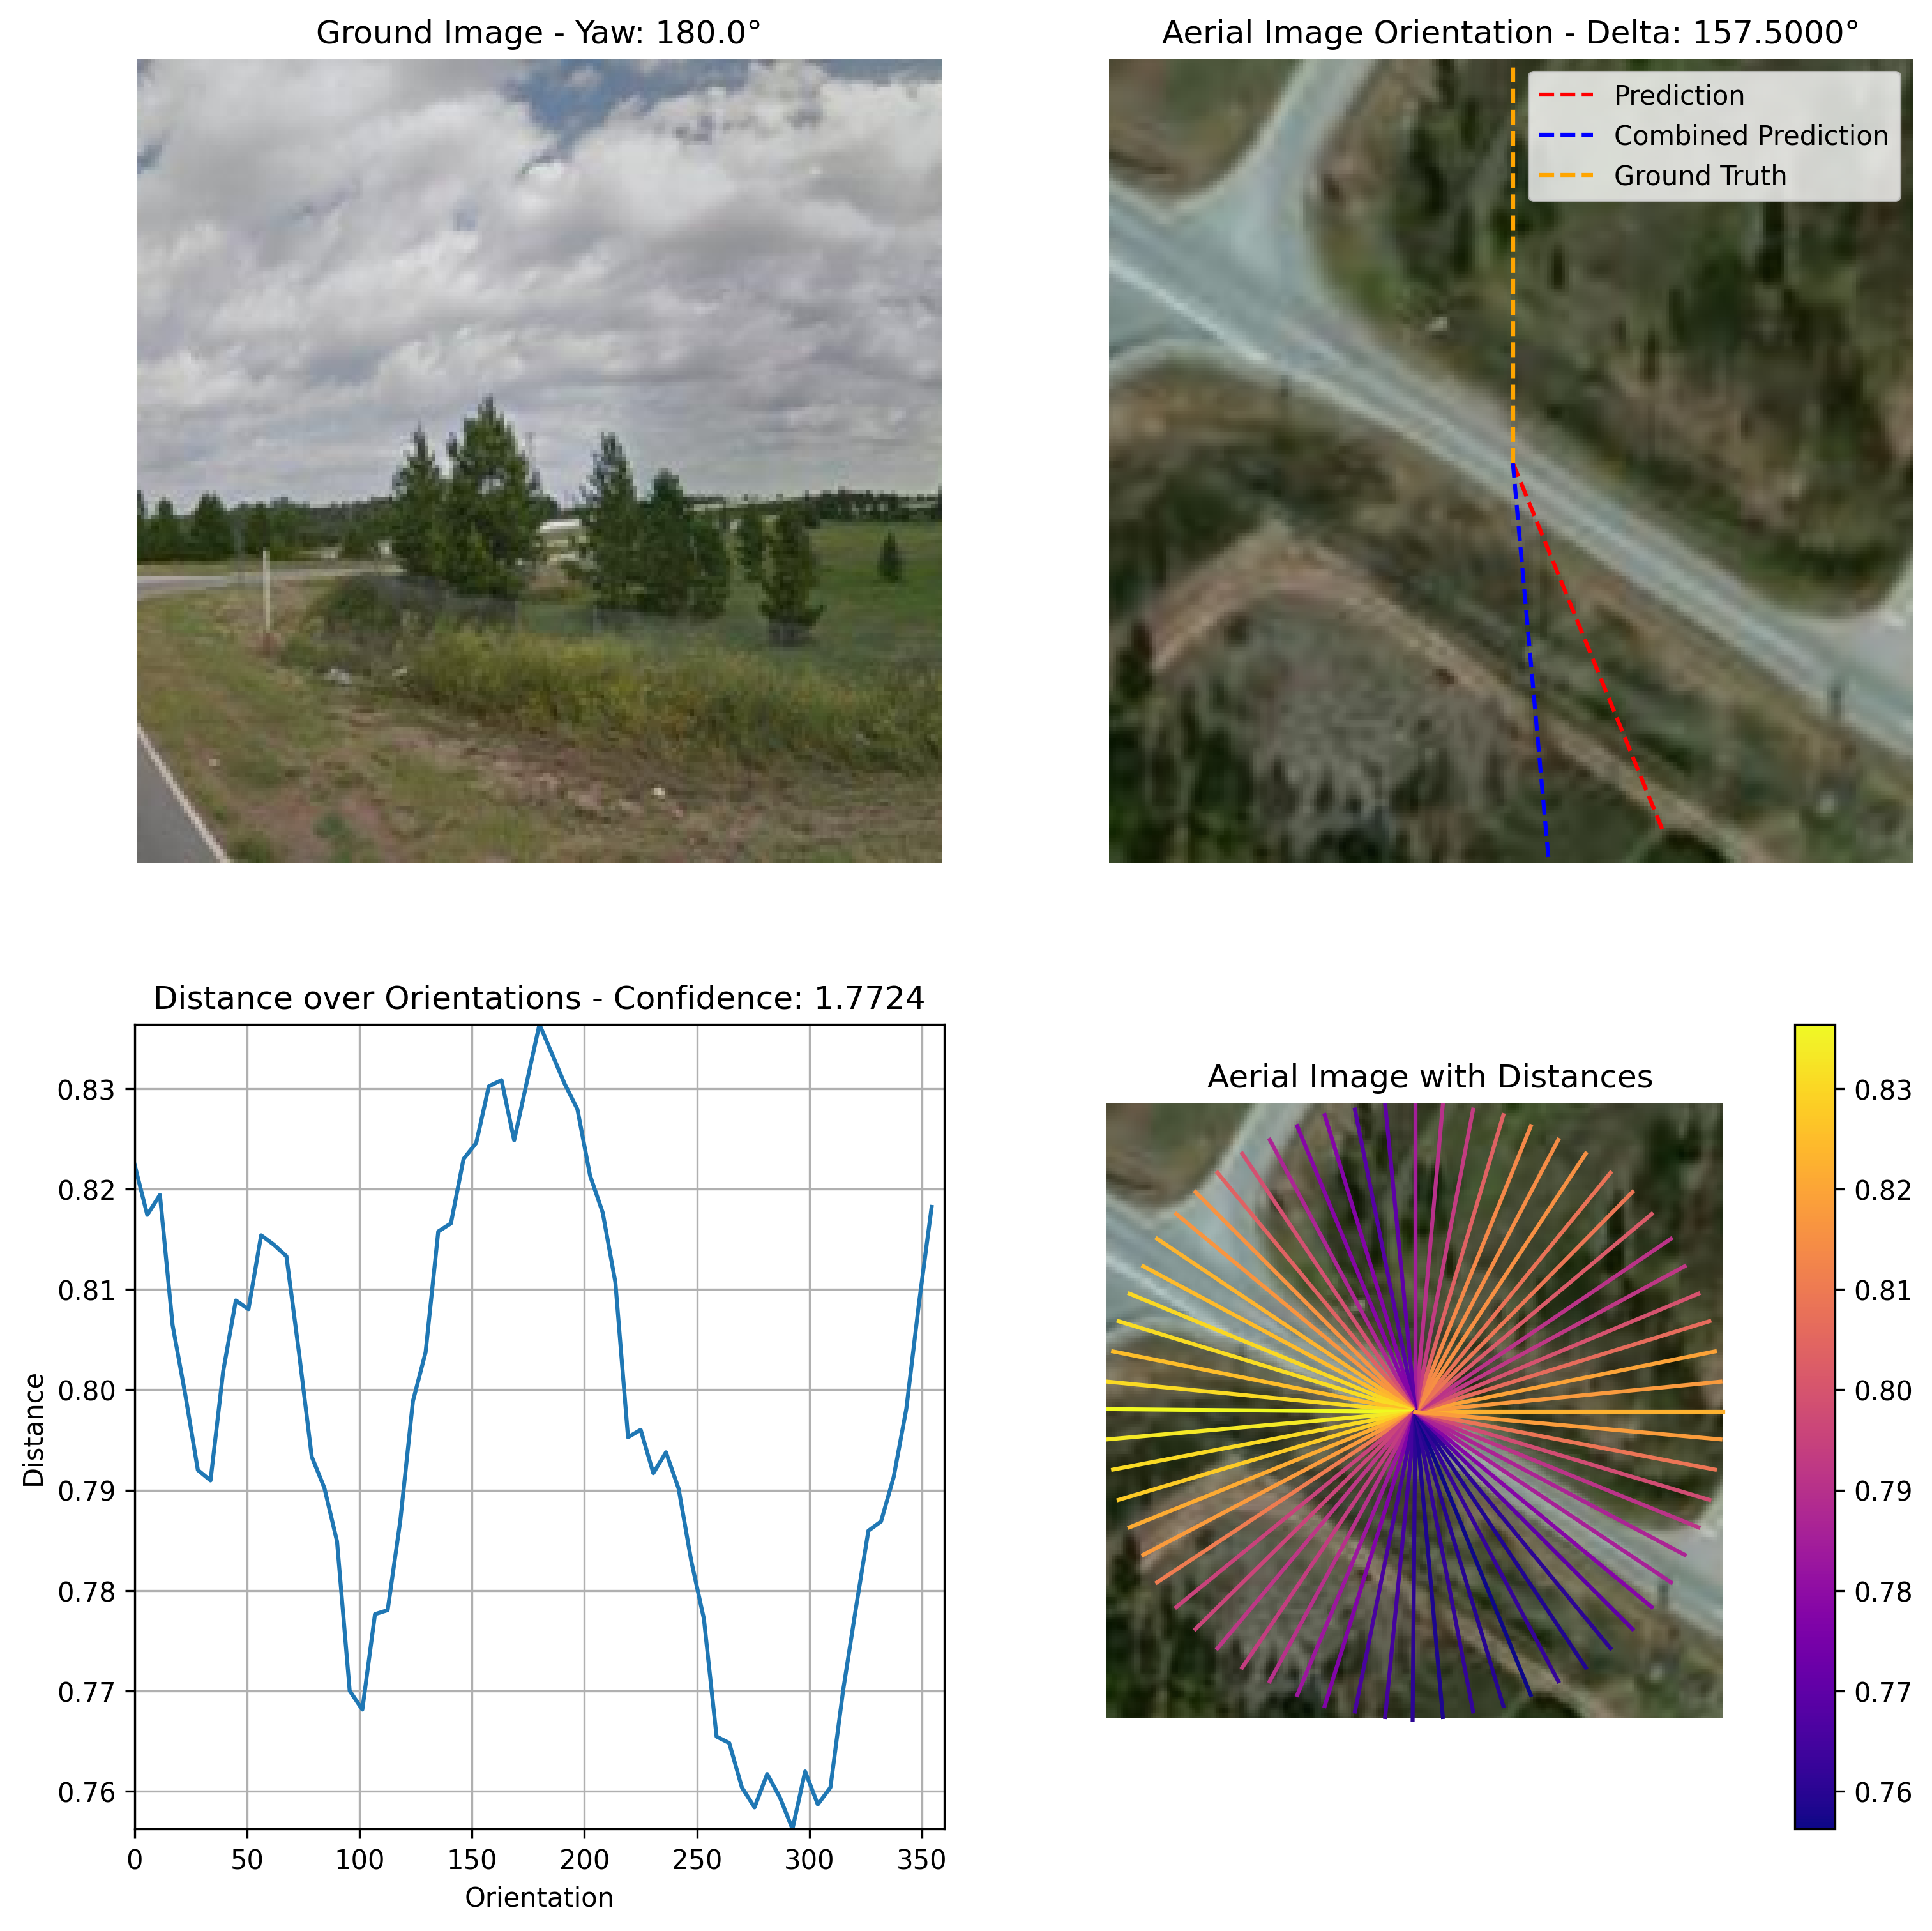 Ground Image - Yaw: 180.0°
Aerial Image Orientation - Delta: 157.5000°
Prediction
Combined Prediction
Ground Truth
Distance over Orientations - Confidence: 1.7724
0.83
0.82
0.81
0.80
0.79
0.78
0.77
0.76
Distance
0
50
100
150
200
250
300
350
Orientation
Aerial Image with Distances
0.83
0.82
0.81
0.80
0.79
0.78
0.77
0.76